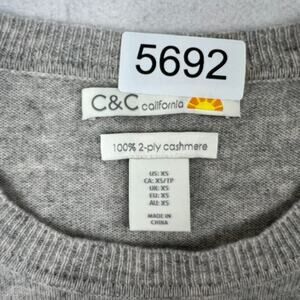 5692
C&C california
100% 2-ply cashmere
US: XS
CA: XS/TP
UK: XS
EU: XS
AU: XS
MADE IN
CHINA